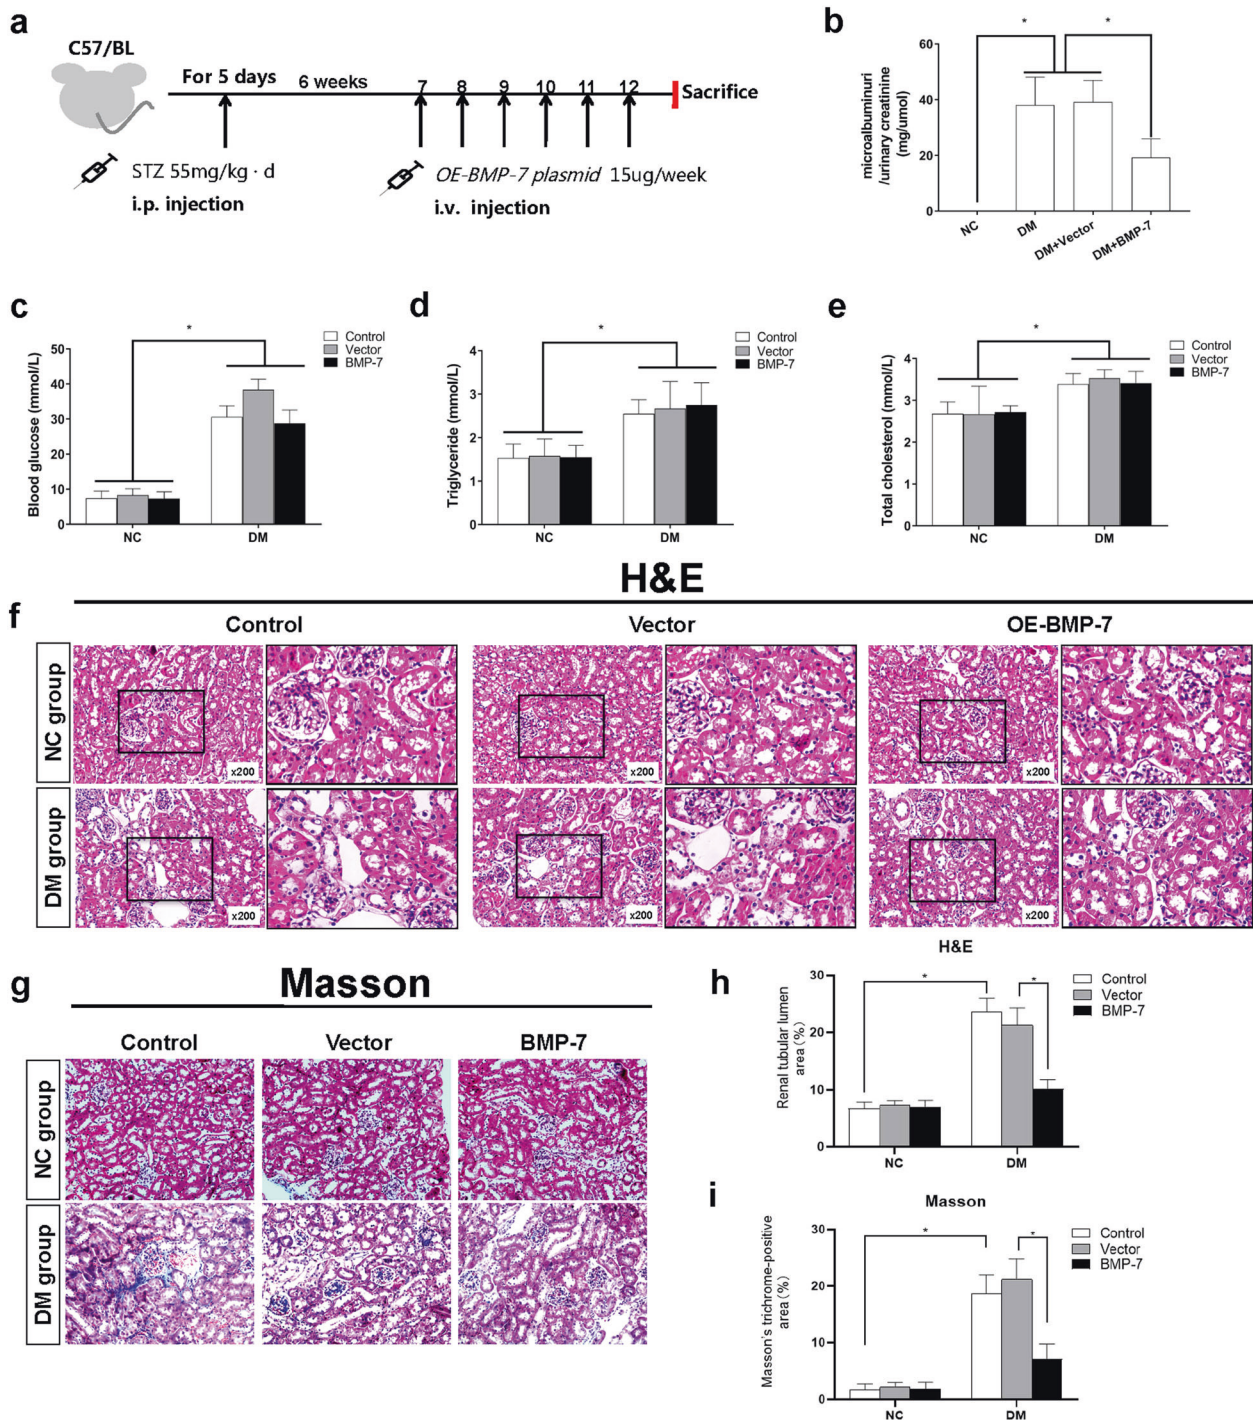 a
C57/BL
For 5 days
6 weeks
7 8 9 10 11 12
Sacrifice
STZ 55mg/kg · d
i.p. injection
OE-BMP-7 plasmid 15ug/week
i.v. injection
b
microalbuminuri
/urinary creatinine
(mg/umol)
60
40
20
0
* *
NC DM DM+Vector DM+BMP-7
c
Blood glucose (mmol/L)
50
40
30
20
10
0
*
NC DM
Control
Vector
BMP-7
d
Triglyceride (mmol/L)
4
3
2
1
0
*
NC DM
Control
Vector
BMP-7
e
Total cholesterol (mmol/L)
4
3
2
1
0
*
NC DM
Control
Vector
BMP-7
H&E
f
Control Vector OE-BMP-7
NC group
x200 x200 x200
DM group
x200 x200 x200
g
Masson
Control Vector BMP-7
NC group
DM group
h
H&E
Renal tubular lumen
area (%)
30
20
10
0
* *
NC DM
Control
Vector
BMP-7
i
Masson
Masson's trichrome-positive
area (%)
30
20
10
0
* *
NC DM
Control
Vector
BMP-7